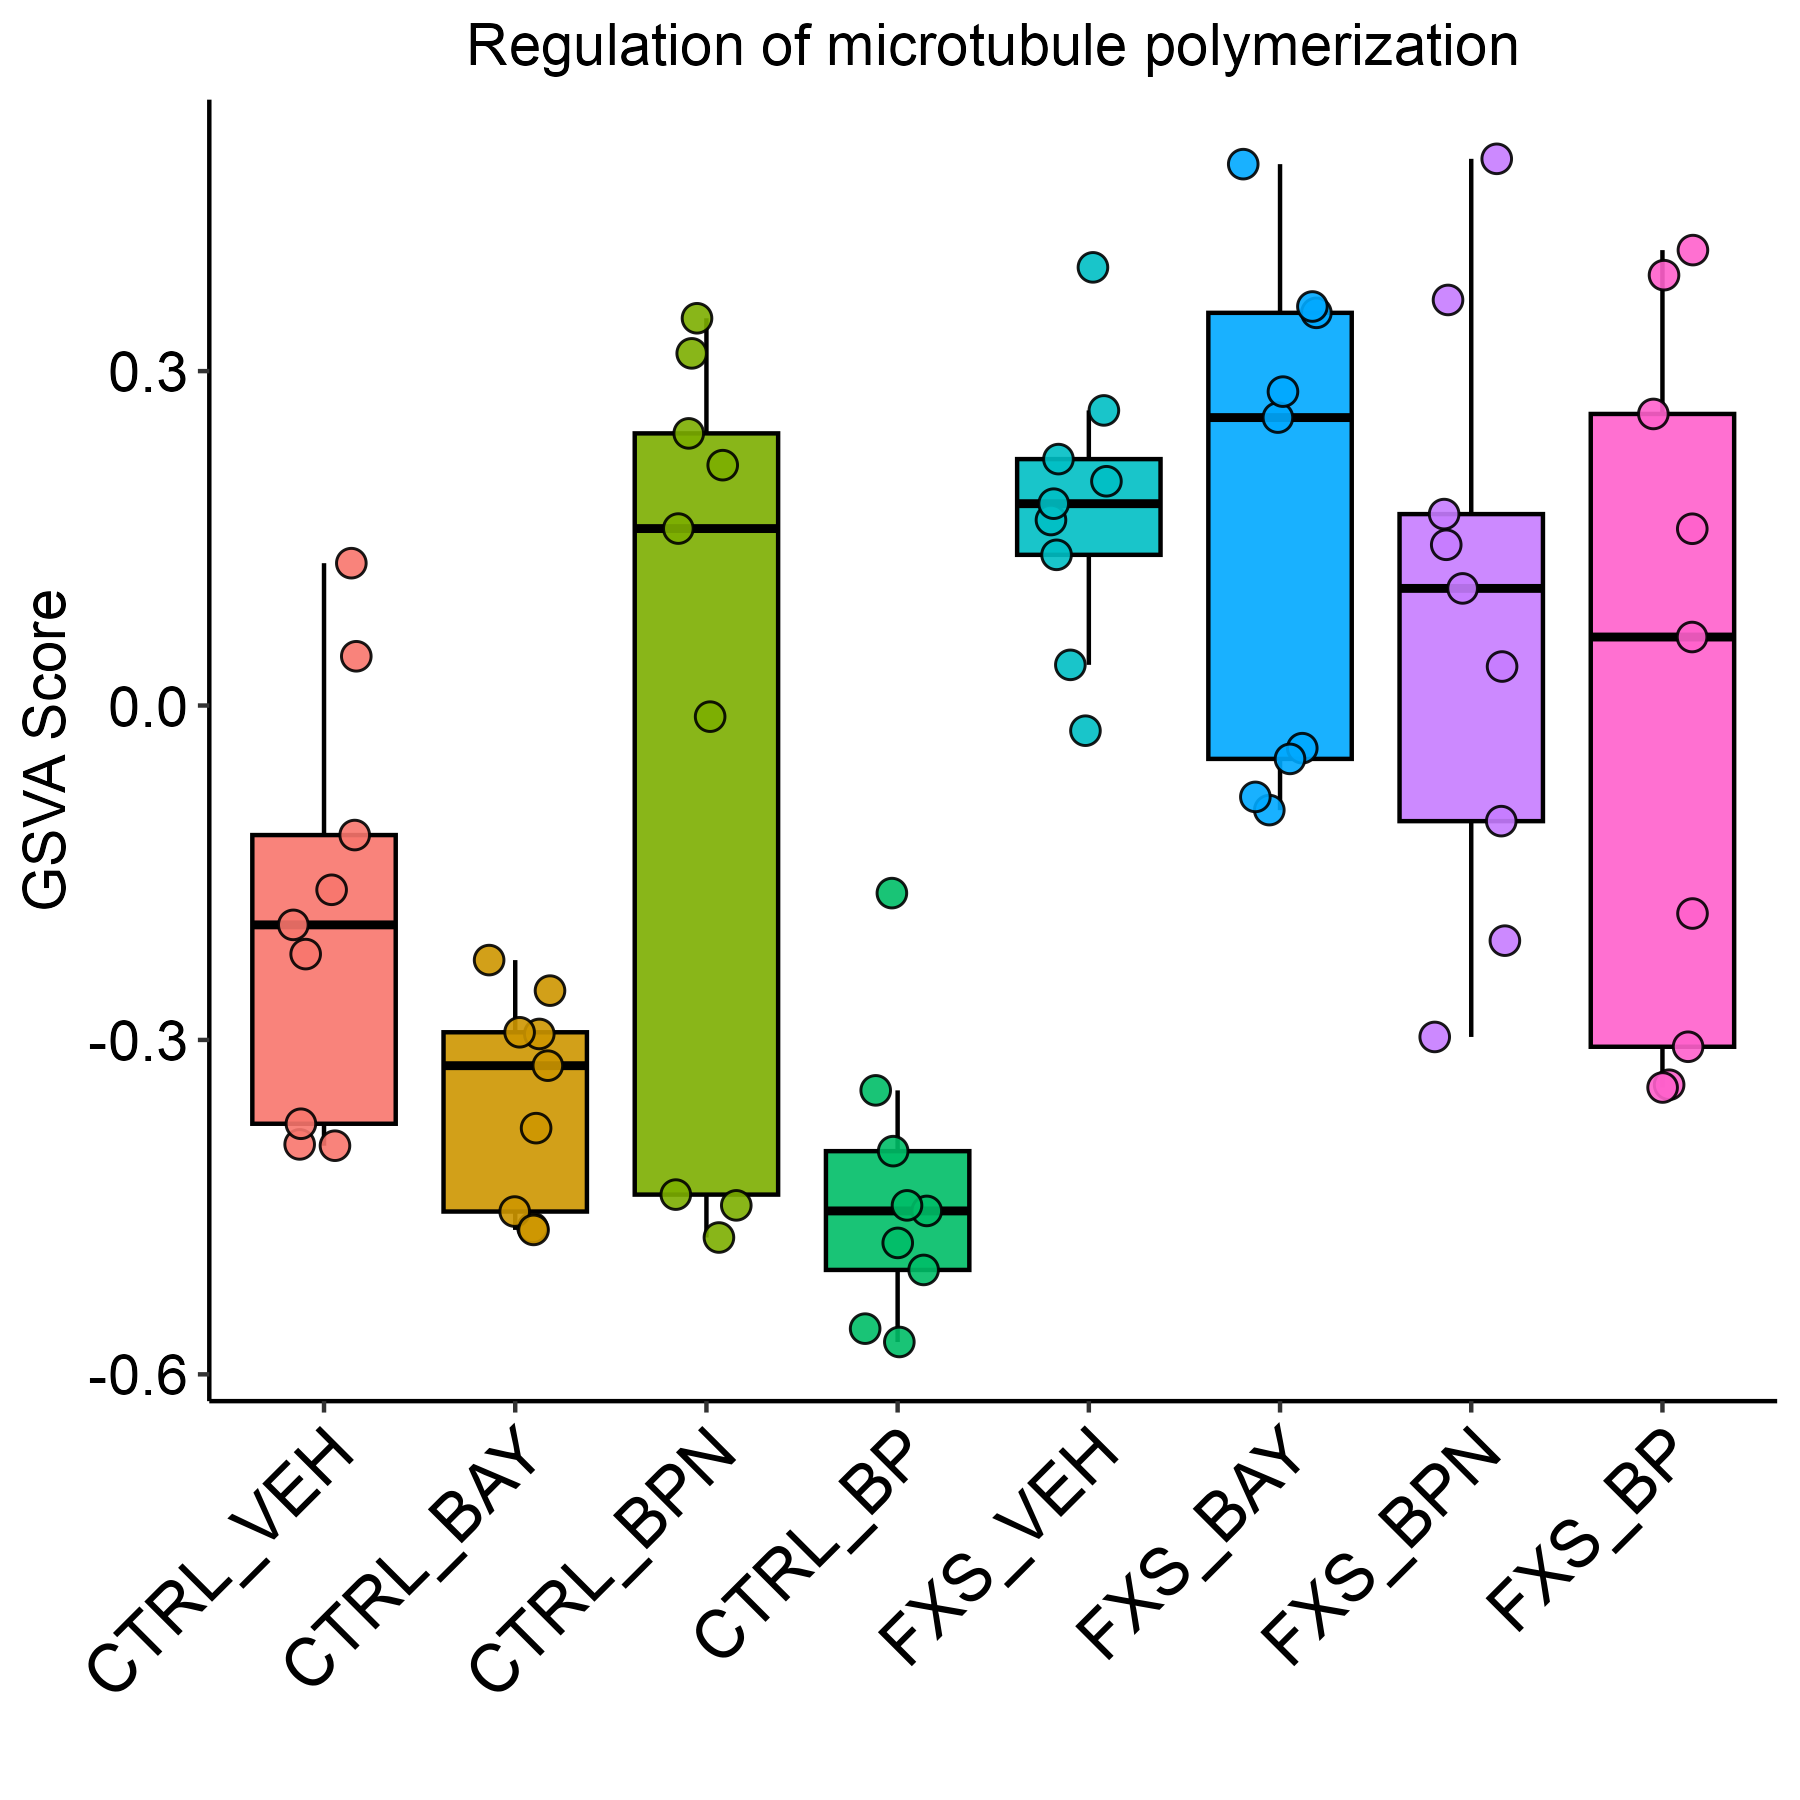 Regulation of microtubule polymerization
GSVA Score
0.3
0.0
-0.3
-0.6
CTRL_VEH
CTRL_BAY
CTRL_BPN
CTRL_BP
FXS_VEH
FXS_BAY
FXS_BPN
FXS_BP